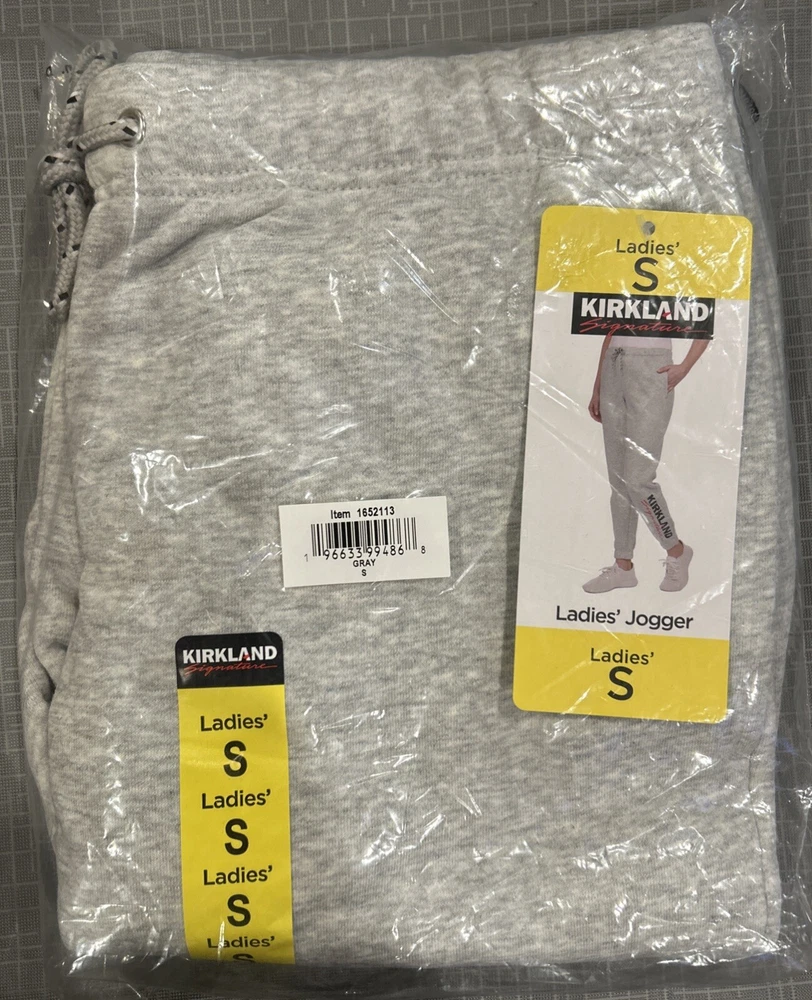 Ladies'
S
KIRKLAND
Signature
KIRKLAND
Signature
Ladies' Jogger
Ladies'
S
Item 1652113
1 96633 99486 8
GRAY
S
KIRKLAND
Signature
Ladies'
S
Ladies'
S
Ladies'
S
Ladies'
S